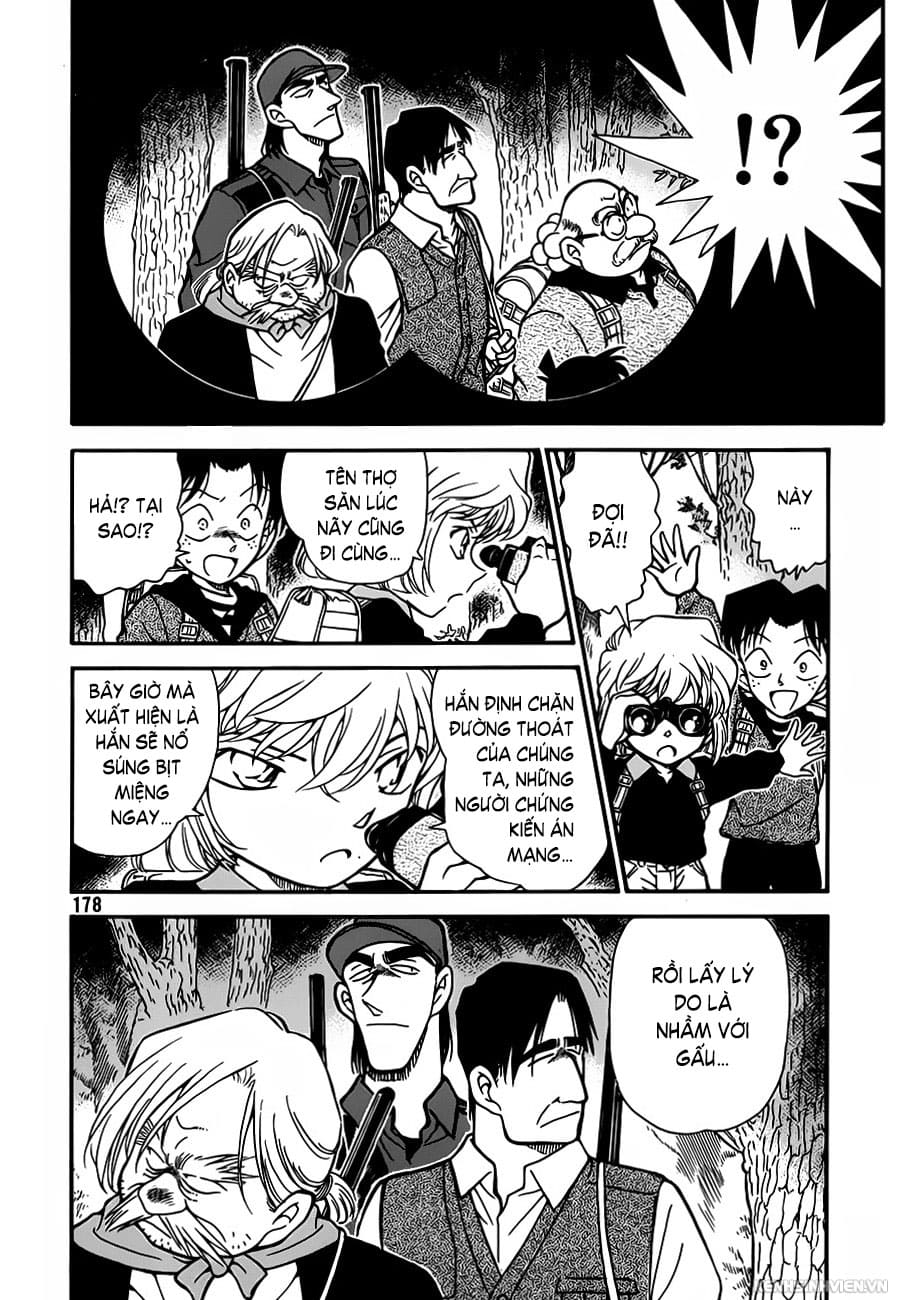 !?
NÀY
...
ĐỢI
ĐÃ!!
TÊN THỢ
SĂN LÚC
NÃY CŨNG
ĐI CÙNG...
HẢ!? TẠI
SAO!?
HẮN ĐỊNH CHẶN
ĐƯỜNG THOÁT
CỦA CHÚNG
TA, NHỮNG
NGƯỜI CHỨNG
KIẾN ÁN
MẠNG...
BÂY GIỜ MÀ
XUẤT HIỆN LÀ
HẮN SẼ NỔ
SÚNG BỊT
MIỆNG
NGAY...
178
RỒI LẤY LÝ
DO LÀ
NHẦM VỚI
GẤU...
KENHSINHVIEN.VN